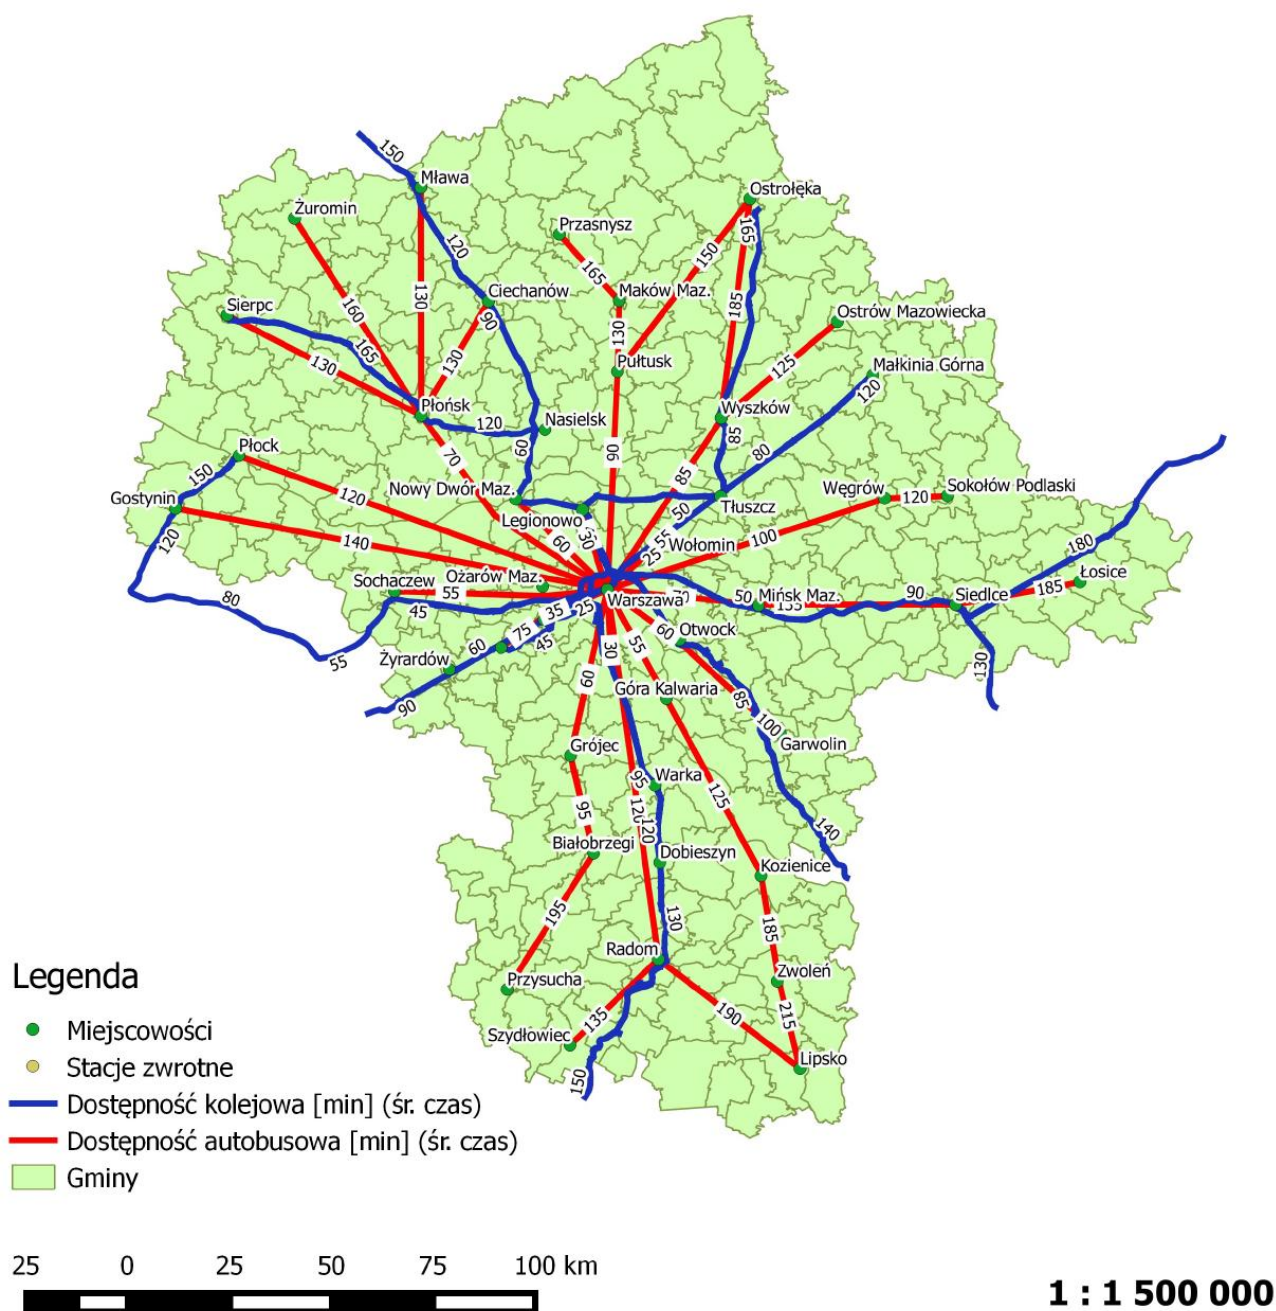 150
Mława
Ostrołęka
Żuromin
Przasnysz
165
120
150
165
Ciechanów
Maków Maz.
130
185
160
Sierpc
90
130
Ostrów Mazowiecka
165
130
130
Pułtusk
125
Małkinia Górna
120
Płońsk
120
Nasielsk
Wyszków
85
60
80
Płock
70
90
150
85
120
Nowy Dwór Maz.
Węgrów
120
Sokołów Podlaski
Gostynin
Legionowo
50
Tłuszcz
120
140
60
30
55
25
Wołomin
100
180
Sochaczew
55
Ożarów Maz.
Łosice
185
80
45
25
Warszawa
50
Mińsk Maz.
90
Siedlce
35
75
45
60
Otwock
55
Żyrardów
60
30
55
130
90
60
Góra Kalwaria
85
100
Garwolin
Grójec
95
Warka
125
95
120
120
140
Białobrzegi
Dobieszyn
Kozienice
195
130
185
Radom
Zwoleń
Przysucha
190
215
Szydłowiec
135
Lipsko
150
Legenda
Miejscowości
Stacje zwrotne
Dostępność kolejowa [min] (śr. czas)
Dostępność autobusowa [min] (śr. czas)
Gminy
25 0 25 50 75 100 km
1 : 1 500 000